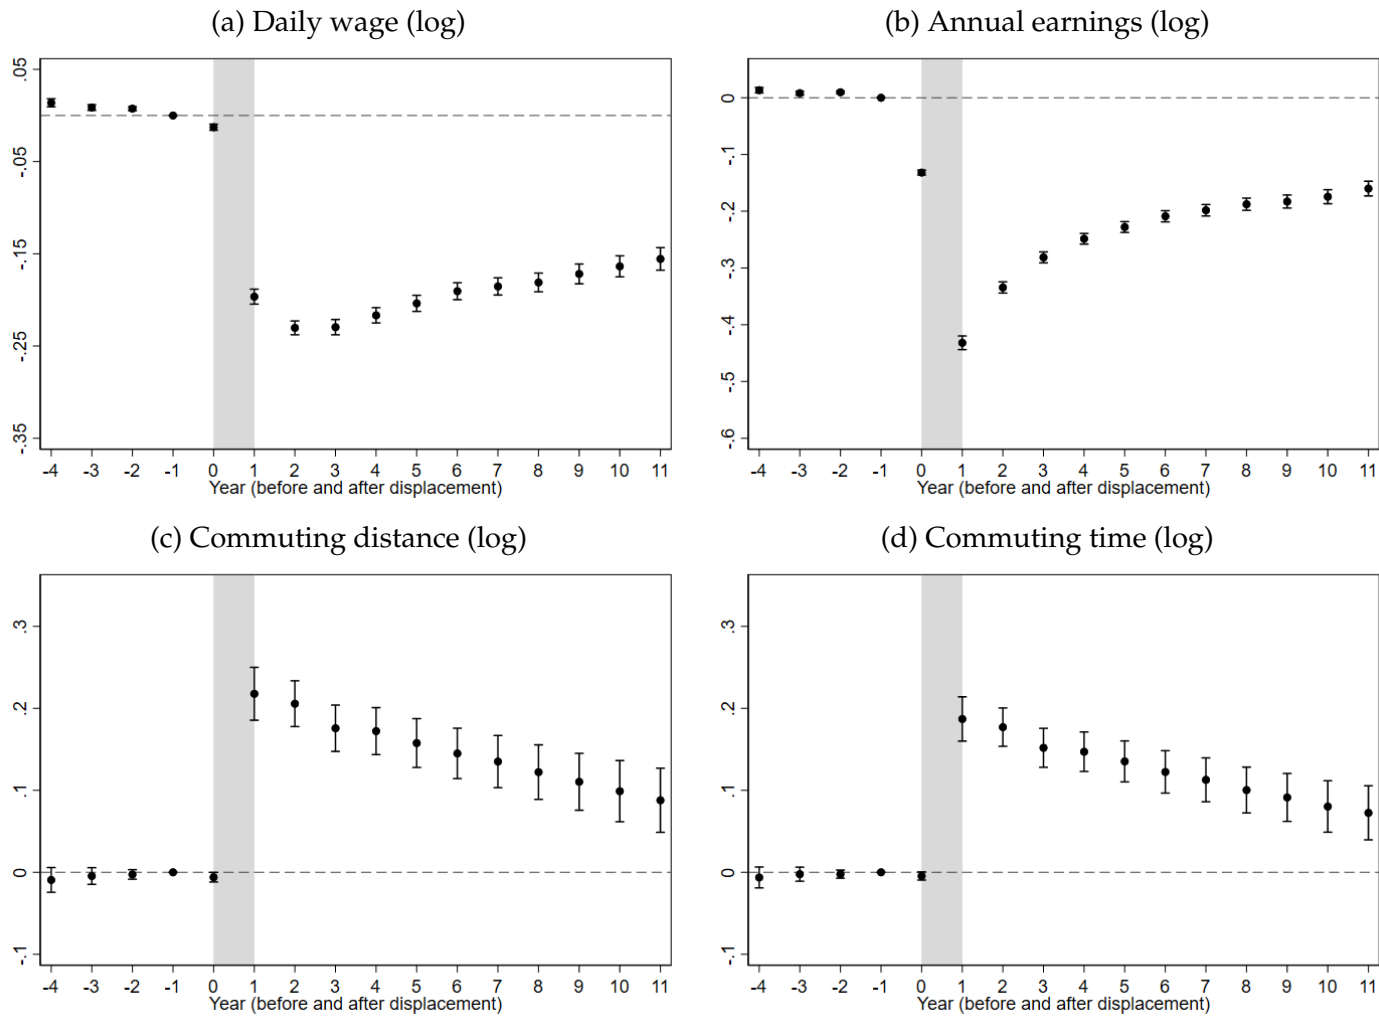 (a) Daily wage (log)
.05
-.05
-.15
-.25
-.35
-4 -3 -2 -1 0 1 2 3 4 5 6 7 8 9 10 11
Year (before and after displacement)
(b) Annual earnings (log)
0
-.1
-.2
-.3
-.4
-.5
-.6
-4 -3 -2 -1 0 1 2 3 4 5 6 7 8 9 10 11
Year (before and after displacement)
(c) Commuting distance (log)
.3
.2
.1
0
-.1
-4 -3 -2 -1 0 1 2 3 4 5 6 7 8 9 10 11
Year (before and after displacement)
(d) Commuting time (log)
.3
.2
.1
0
-.1
-4 -3 -2 -1 0 1 2 3 4 5 6 7 8 9 10 11
Year (before and after displacement)